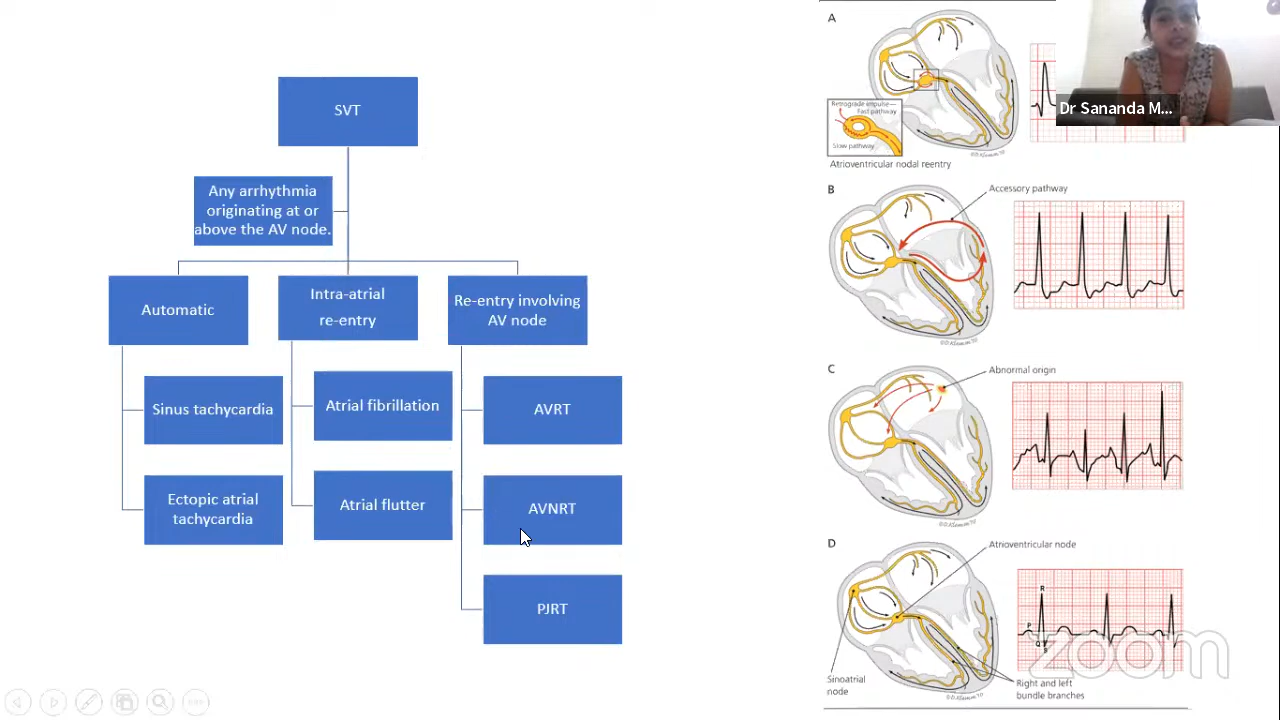 SVT
Any arrhythmia
originating at or
above the AV node.
Automatic
Intra-atrial
re-entry
Re-entry involving
AV node
Sinus tachycardia
Atrial fibrillation
AVRT
Ectopic atrial
tachycardia
Atrial flutter
AVNRT
PJRT
A
Retrograde impulse—
Fast pathway
Slow pathway
Atrioventricular nodal reentry
Dr Sananda M...
B
Accessory pathway
C
Abnormal origin
D
Atrioventricular node
R
P
Q
S
Sinoatrial
node
Right and left
bundle branches
zoom